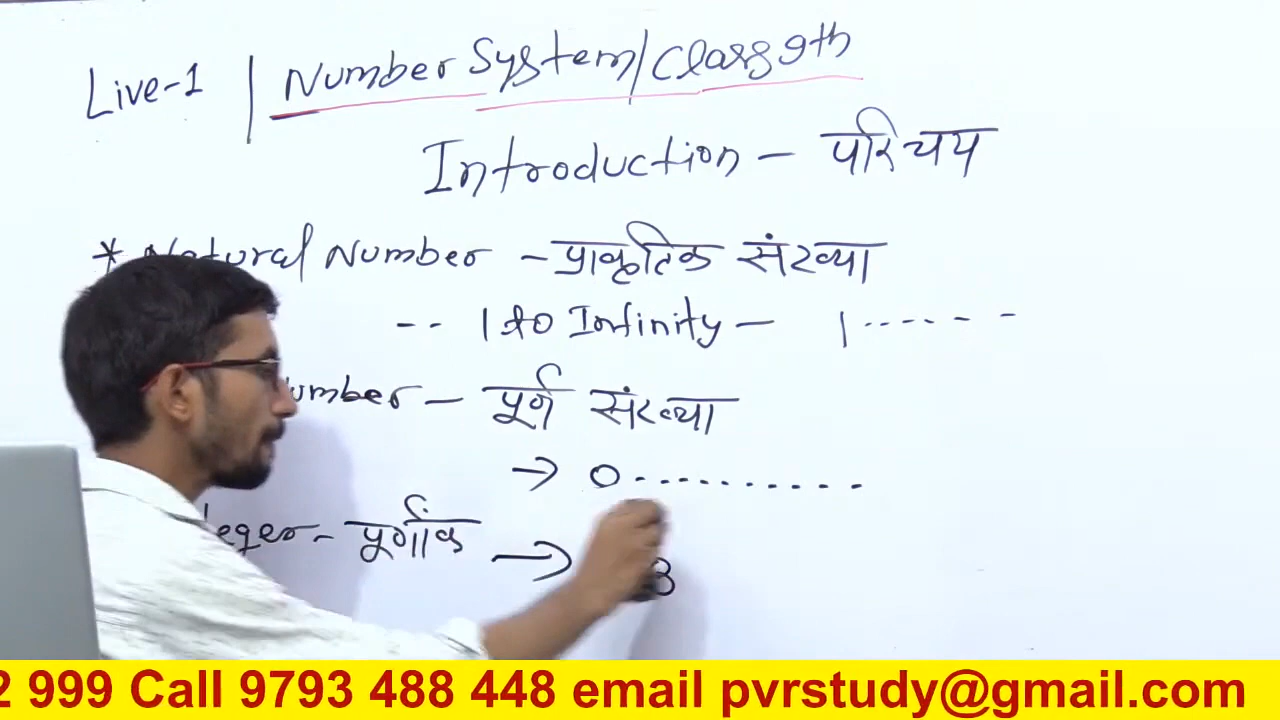 Live-1 | Number System/Class 9th
Introduction - परिचय
* Natural Number - प्राकृतिक संख्या
-- 1 to Infinity - 1 ------
umber - पूर्ण संख्या
→ 0 ..........
teger - पूर्णांक →
2 999 Call 9793 488 448 email pvrstudy@gmail.com